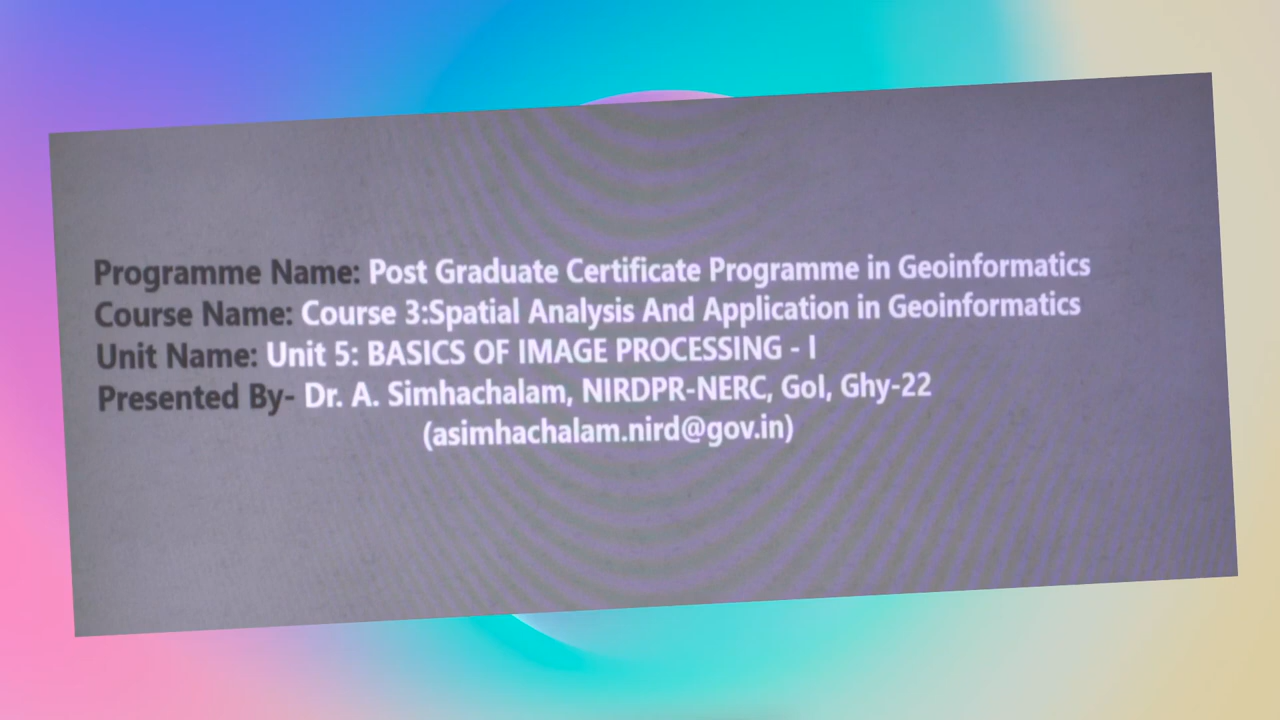 Programme Name: Post Graduate Certificate Programme in Geoinformatics
Course Name: Course 3:Spatial Analysis And Application in Geoinformatics
Unit Name: Unit 5: BASICS OF IMAGE PROCESSING - I
Presented By- Dr. A. Simhachalam, NIRDPR-NERC, GoI, Ghy-22
(asimhachalam.nird@gov.in)